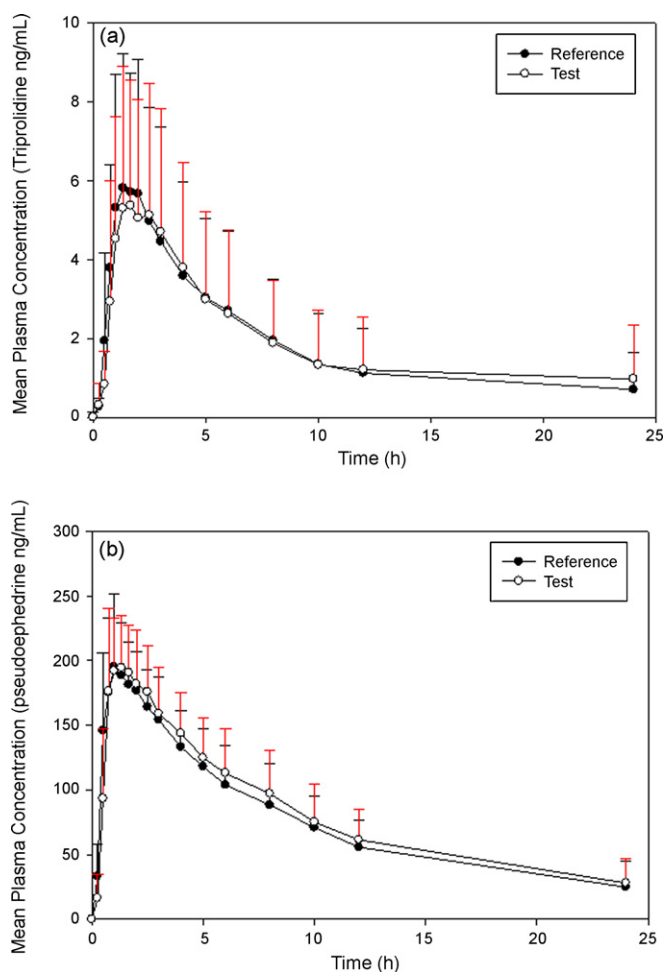 (a)
Reference
Test
Mean Plasma Concentration (Triprolidine ng/mL)
10
8
6
4
2
0
0 5 10 15 20 25
Time (h)
(b)
Reference
Test
Mean Plasma Concentration (pseudoephedrine ng/mL)
300
250
200
150
100
50
0
0 5 10 15 20 25
Time (h)